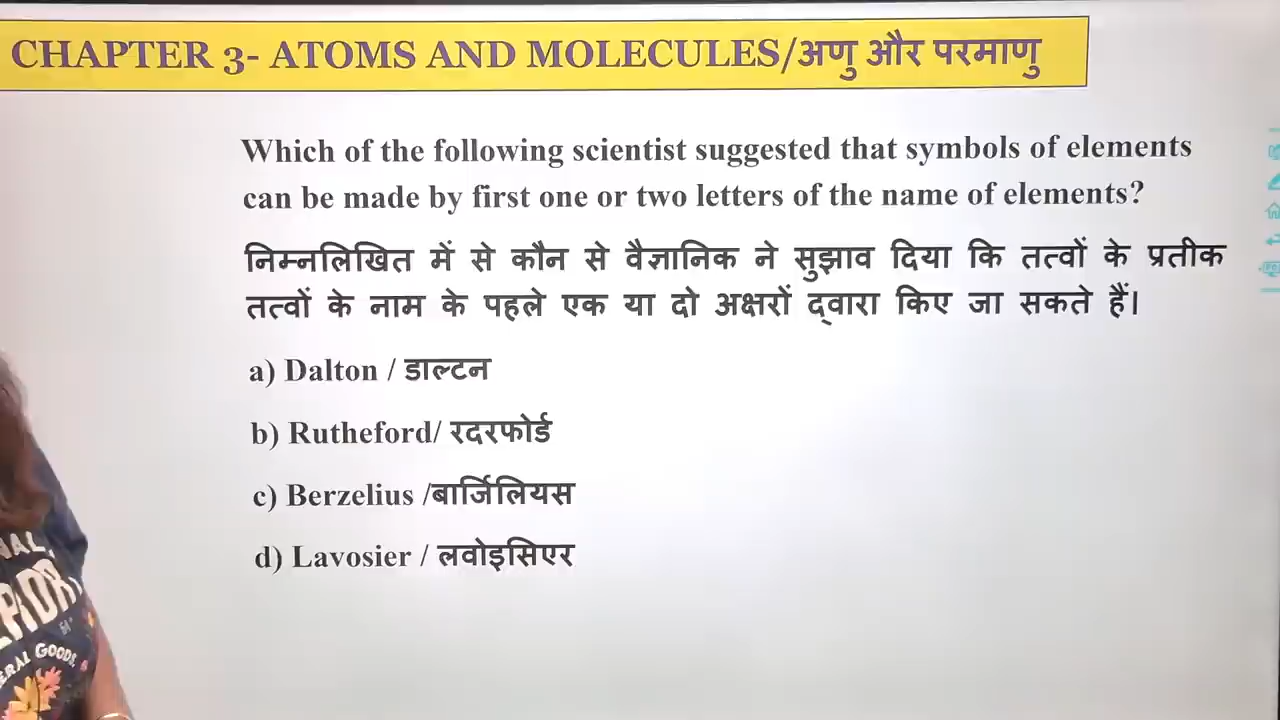 CHAPTER 3- ATOMS AND MOLECULES/अणु और परमाणु
Which of the following scientist suggested that symbols of elements
can be made by first one or two letters of the name of elements?
निम्नलिखित में से कौन से वैज्ञानिक ने सुझाव दिया कि तत्वों के प्रतीक
तत्वों के नाम के पहले एक या दो अक्षरों द्वारा किए जा सकते हैं।
a) Dalton / डाल्टन
b) Rutheford/ रदरफोर्ड
c) Berzelius /बार्जिलियस
d) Lavosier / लवोइसिएर